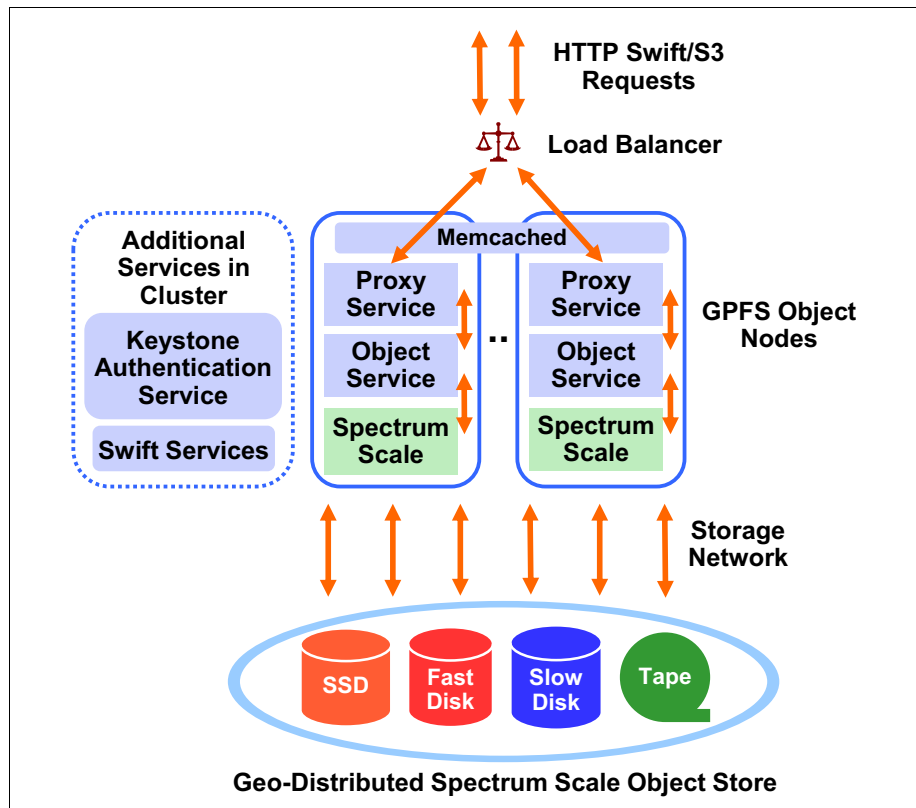 HTTP Swift/S3
Requests
Load Balancer
Additional
Services in
Cluster
Keystone
Authentication
Service
Swift Services
Memcached
Proxy
Service
Object
Service
Spectrum
Scale
..
Proxy
Service
Object
Service
Spectrum
Scale
GPFS Object
Nodes
Storage
Network
SSD
Fast
Disk
Slow
Disk
Tape
Geo-Distributed Spectrum Scale Object Store